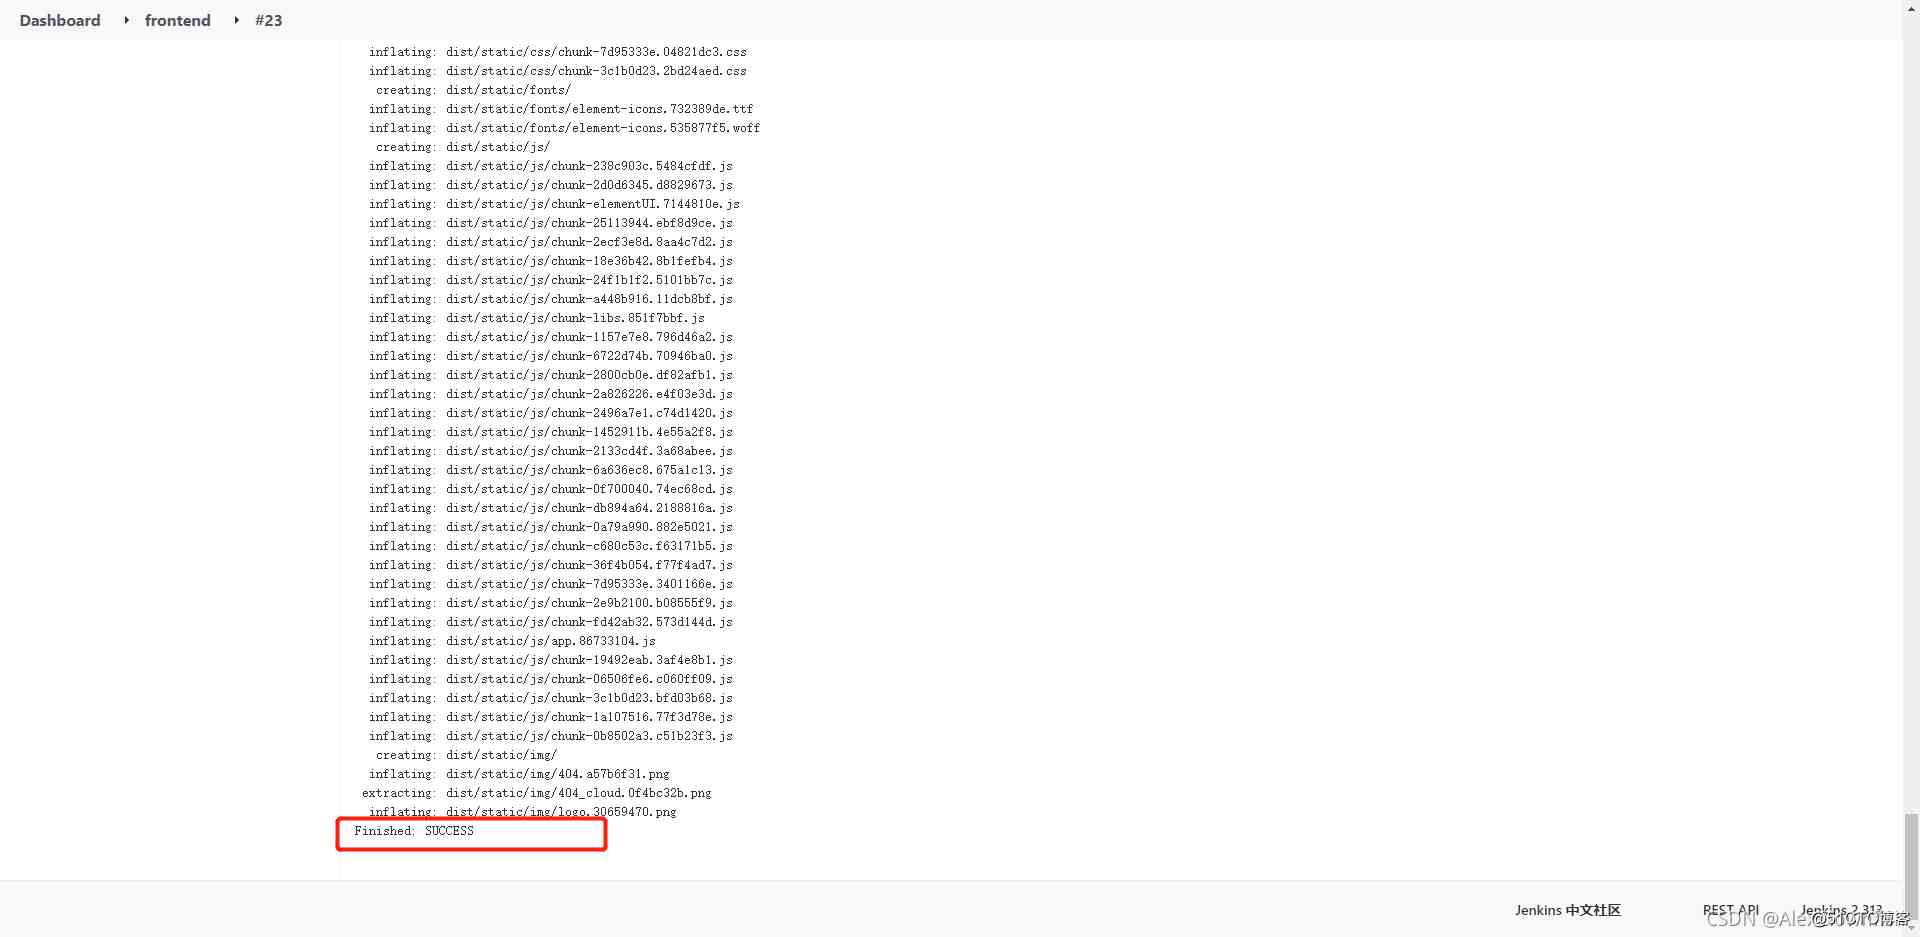 Dashboard ▸ frontend ▸ #23
inflating: dist/static/css/chunk-7d95333e.04821dc3.css
inflating: dist/static/css/chunk-3c1b0d23.2bd24aed.css
creating: dist/static/fonts/
inflating: dist/static/fonts/element-icons.732389de.ttf
inflating: dist/static/fonts/element-icons.535877f5.woff
creating: dist/static/js/
inflating: dist/static/js/chunk-238c903c.5484cfdf.js
inflating: dist/static/js/chunk-2d0d6345.d8829673.js
inflating: dist/static/js/chunk-elementUI.7144810e.js
inflating: dist/static/js/chunk-25113944.ebf8d9ce.js
inflating: dist/static/js/chunk-2ecf3e8d.8aa4c7d2.js
inflating: dist/static/js/chunk-18e36b42.8b1fefb4.js
inflating: dist/static/js/chunk-24f1b1f2.5101bb7c.js
inflating: dist/static/js/chunk-a448b916.11dcb8bf.js
inflating: dist/static/js/chunk-libs.851f7bbf.js
inflating: dist/static/js/chunk-1157e7e8.796d46a2.js
inflating: dist/static/js/chunk-6722d74b.70946ba0.js
inflating: dist/static/js/chunk-2800cb0e.df82afb1.js
inflating: dist/static/js/chunk-2a826226.e4f03e3d.js
inflating: dist/static/js/chunk-2496a7e1.c74d1420.js
inflating: dist/static/js/chunk-1452911b.4e55a2f8.js
inflating: dist/static/js/chunk-2133cd4f.3a68abee.js
inflating: dist/static/js/chunk-6a636ec8.675a1c13.js
inflating: dist/static/js/chunk-0f700040.74ec68cd.js
inflating: dist/static/js/chunk-db894a64.2188816a.js
inflating: dist/static/js/chunk-0a79a990.882e5021.js
inflating: dist/static/js/chunk-c680c53c.f63171b5.js
inflating: dist/static/js/chunk-36f4b054.f77f4ad7.js
inflating: dist/static/js/chunk-7d95333e.3401166e.js
inflating: dist/static/js/chunk-2e9b2100.b08555f9.js
inflating: dist/static/js/chunk-fd42ab32.573d144d.js
inflating: dist/static/js/app.86733104.js
inflating: dist/static/js/chunk-19492eab.3af4e8b1.js
inflating: dist/static/js/chunk-06506fe6.c060ff09.js
inflating: dist/static/js/chunk-3c1b0d23.bfd03b68.js
inflating: dist/static/js/chunk-1a107516.77f3d78e.js
inflating: dist/static/js/chunk-0b8502a3.c51b23f3.js
creating: dist/static/img/
inflating: dist/static/img/404.a57b6f31.png
extracting: dist/static/img/404_cloud.0f4bc32b.png
inflating: dist/static/img/logo.30659470.png
Finished: SUCCESS
Jenkins 中文社区 REST API Jenkins 2.313
CSDN @Alex @51CTO博客